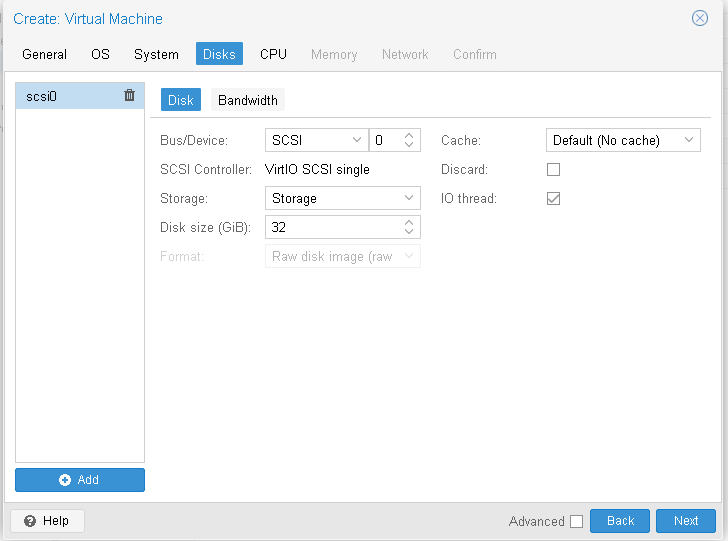 Create: Virtual Machine
General OS System Disks CPU Memory Network Confirm
scsi0
Disk Bandwidth
Bus/Device: SCSI 0 Cache: Default (No cache)
SCSI Controller: VirtIO SCSI single Discard:
Storage: Storage IO thread:
Disk size (GiB): 32
Format: Raw disk image (raw
Add
Help Advanced Back Next